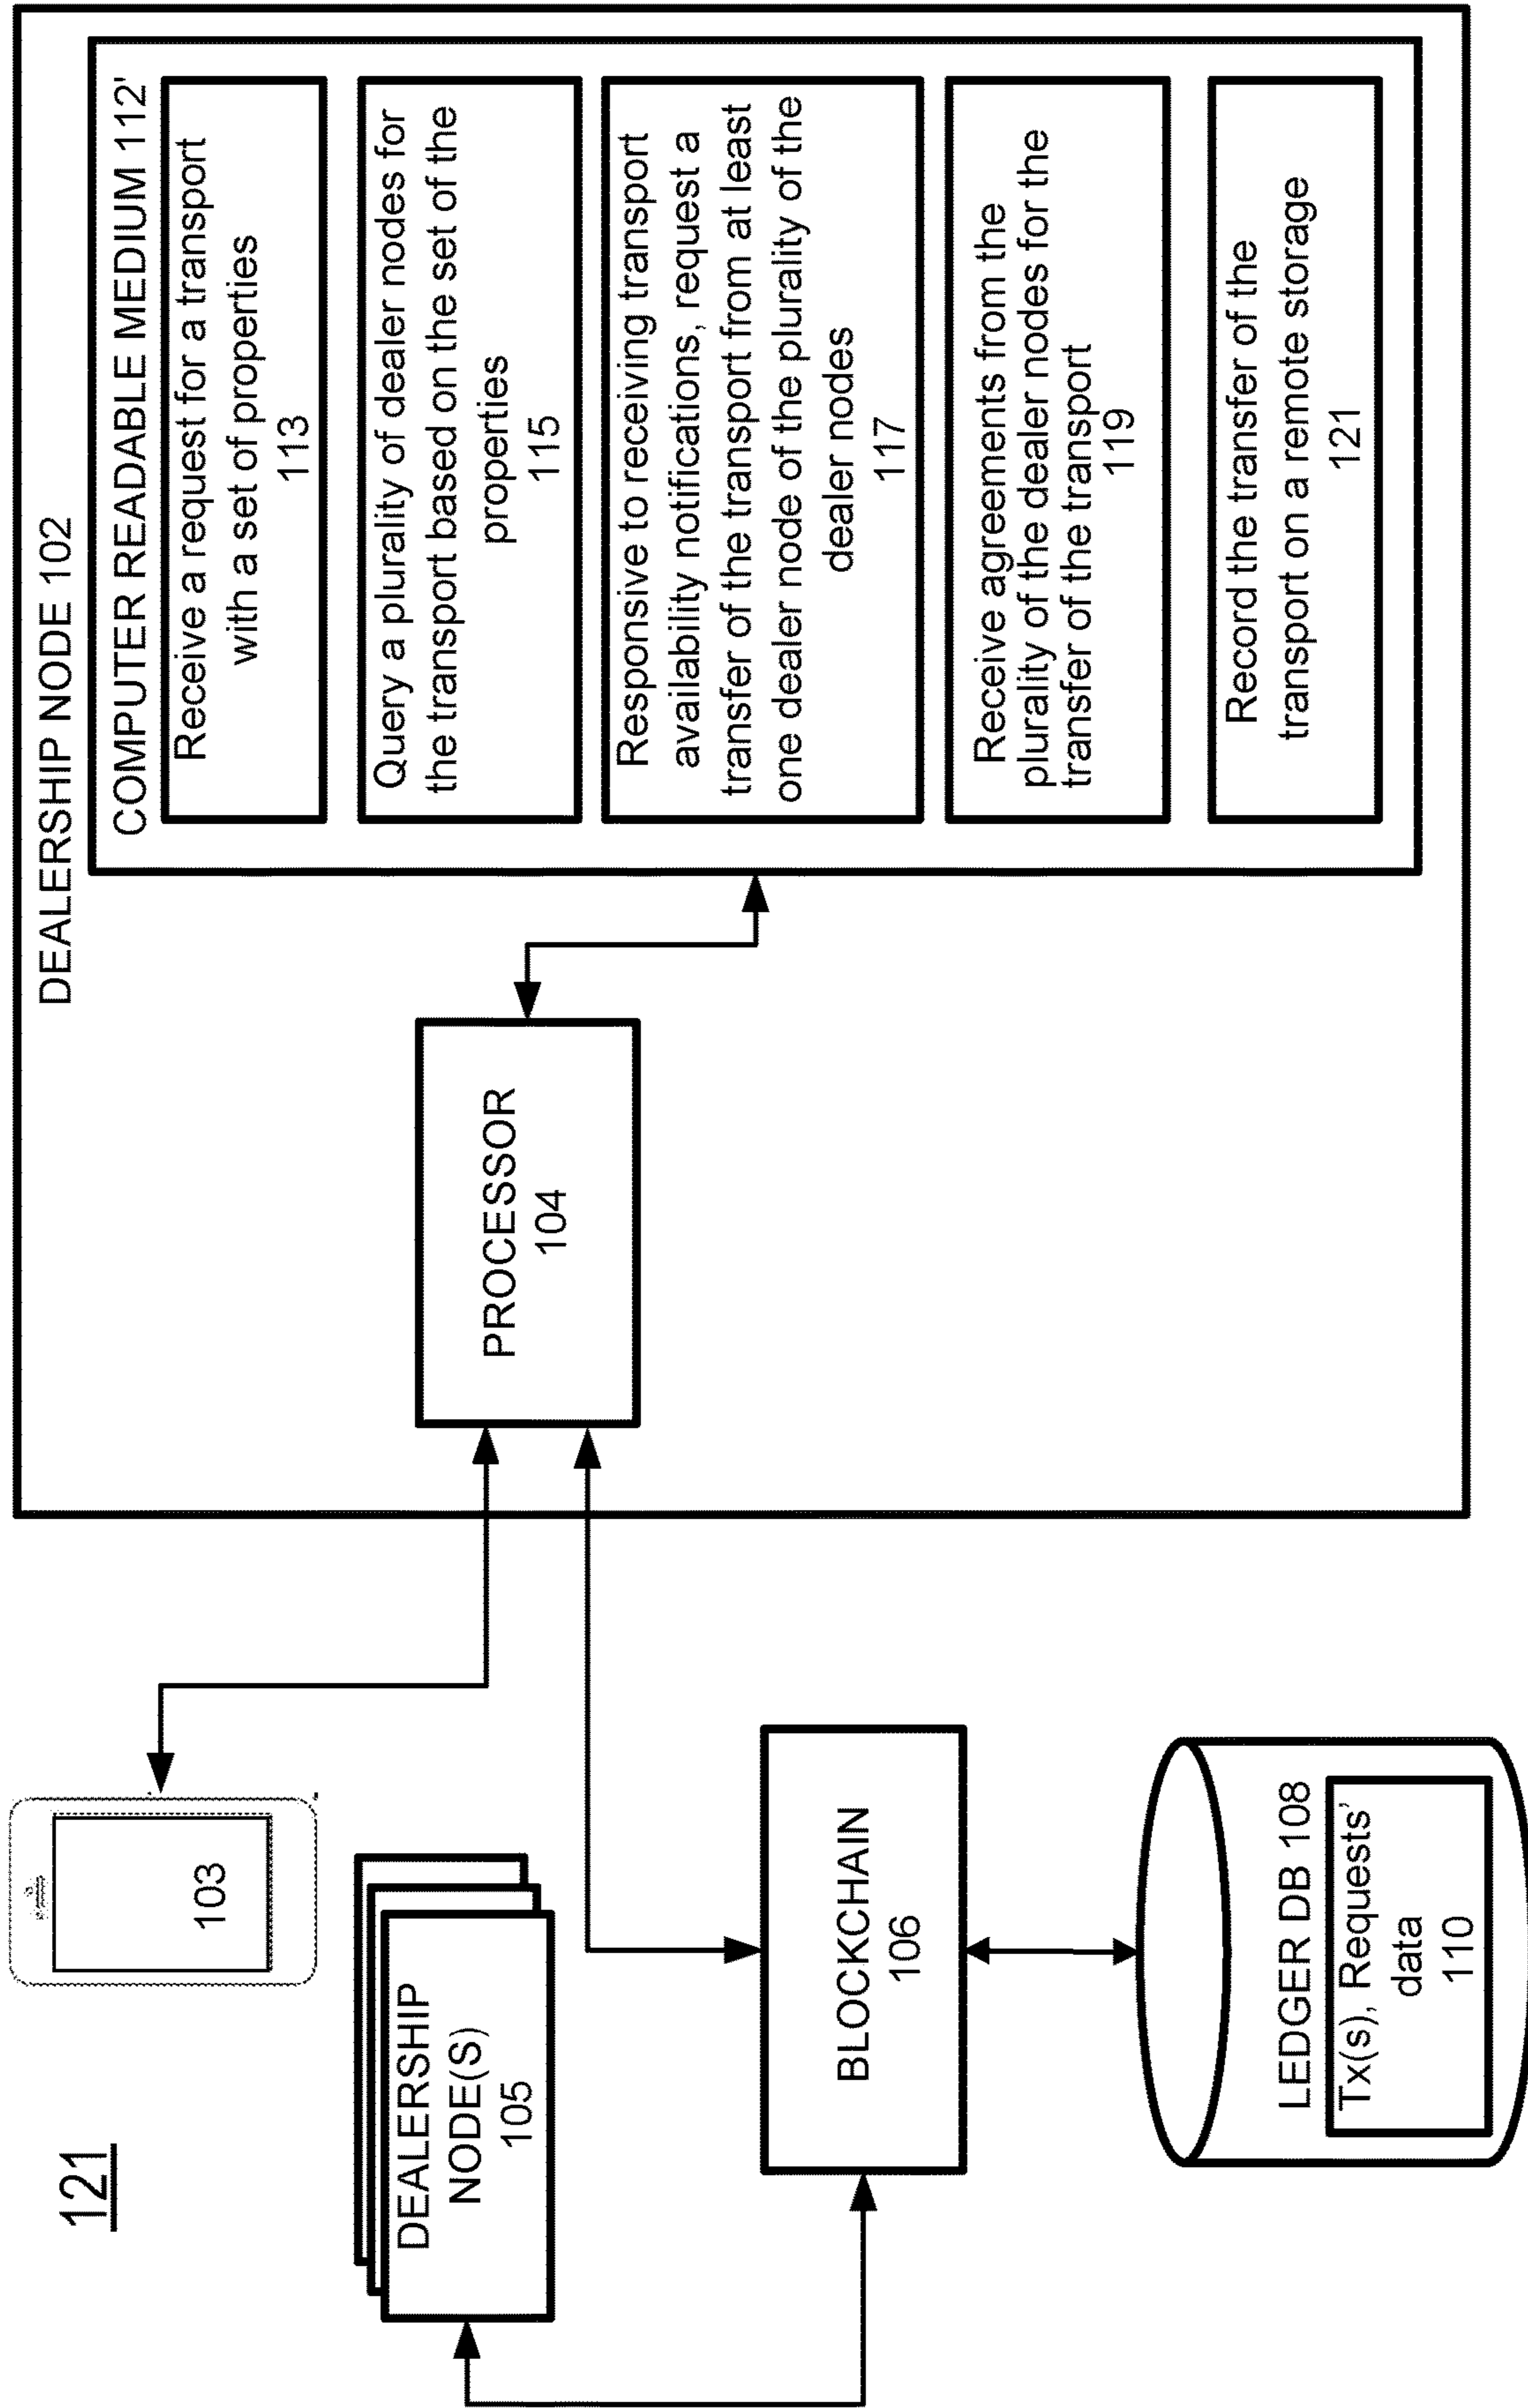 121
103
DEALERSHIP
NODE(S)
105
BLOCKCHAIN
106
LEDGER DB 108
Tx(s), Requests’
data
110
DEALERSHIP NODE 102
PROCESSOR
104
COMPUTER READABLE MEDIUM 112'
Receive a request for a transport
with a set of properties
113
Query a plurality of dealer nodes for
the transport based on the set of the
properties
115
Responsive to receiving transport
availability notifications, request a
transfer of the transport from at least
one dealer node of the plurality of the
dealer nodes
117
Receive agreements from the
plurality of the dealer nodes for the
transfer of the transport
119
Record the transfer of the
transport on a remote storage
121